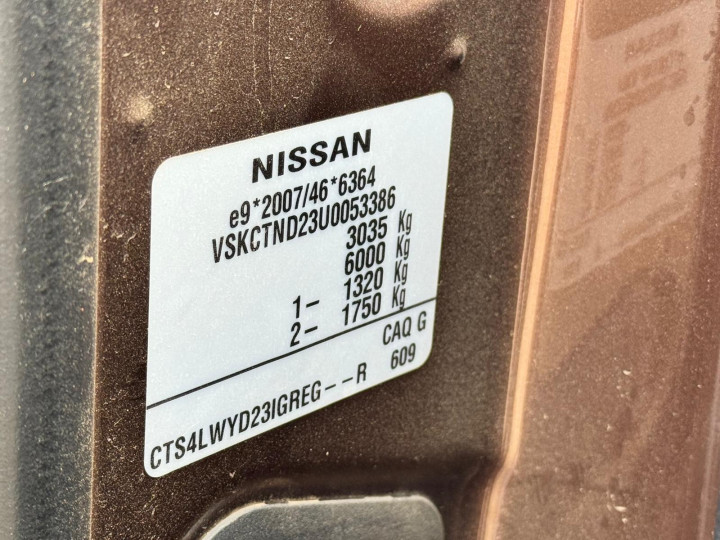 NISSAN
e9*2007/46*6364
VSKCTND23U0053386
3035 Kg
6000 Kg
1- 1320 Kg
2- 1750 Kg
CAQ G
609
CTS4LWYD23IGREG--R